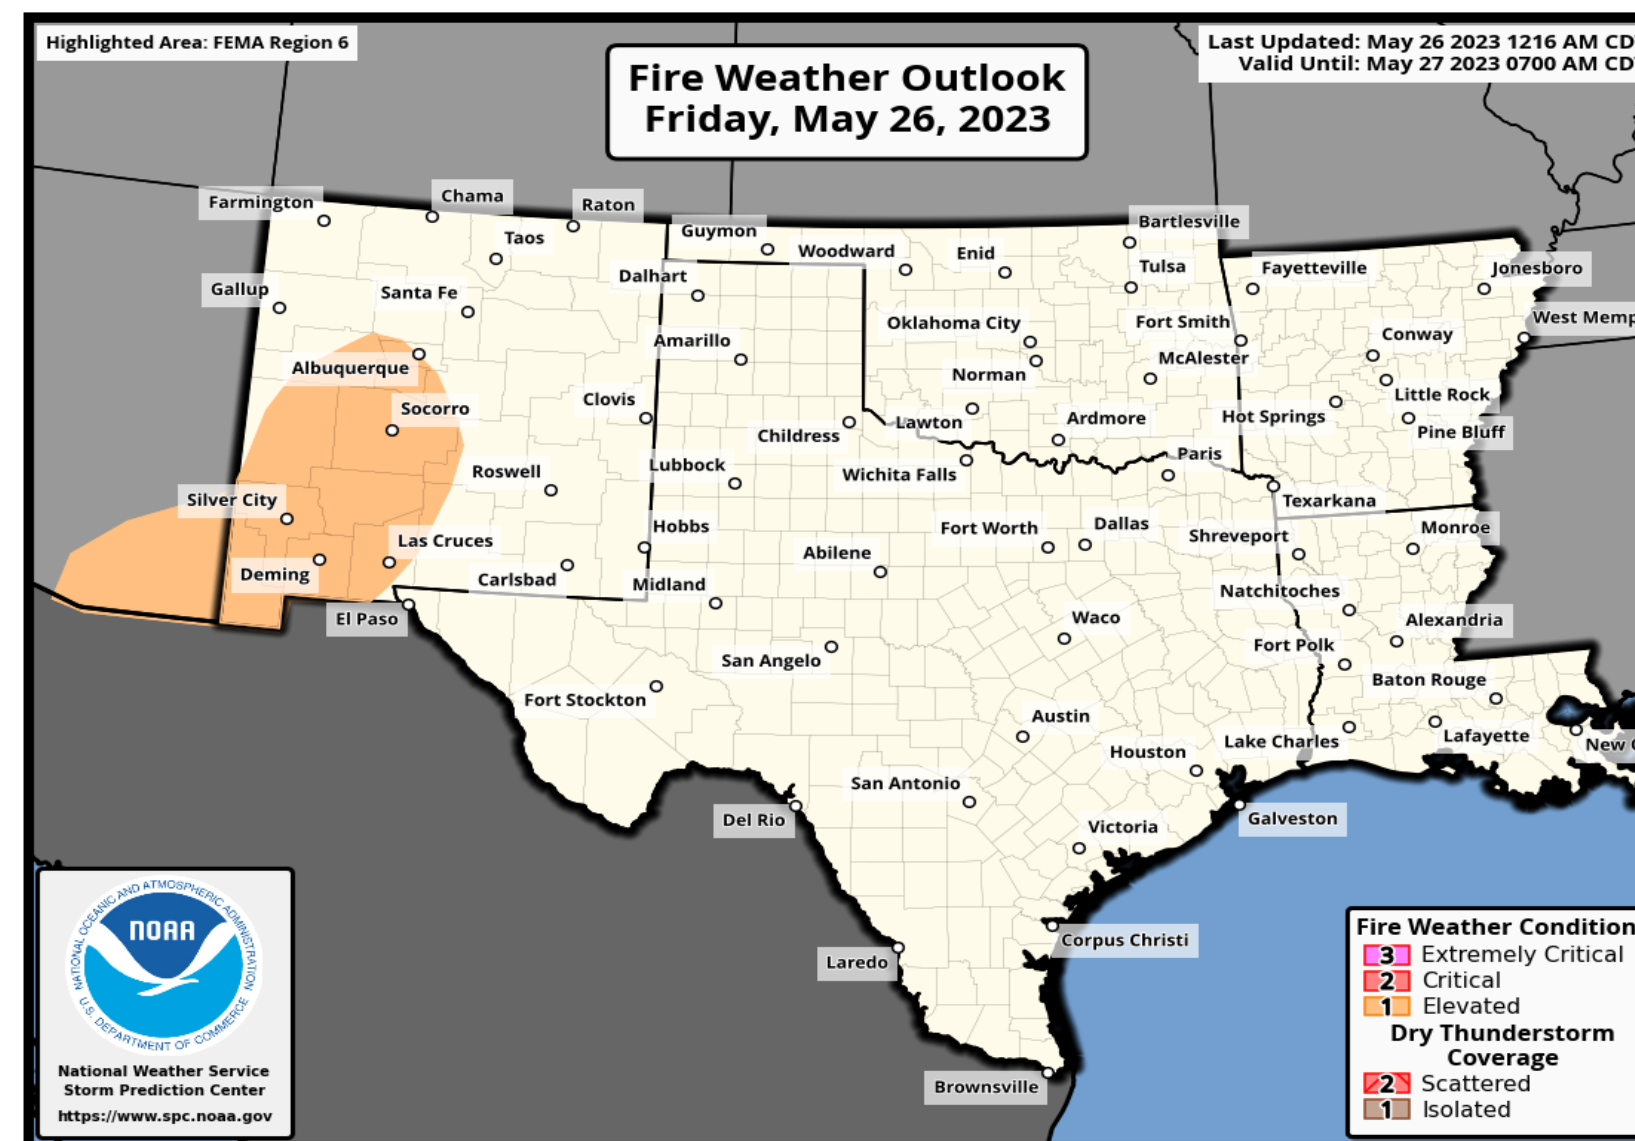 Highlighted Area: FEMA Region 6
Fire Weather Outlook
Friday, May 26, 2023
Last Updated: May 26 2023 1216 AM CD
Valid Until: May 27 2023 0700 AM CD
Farmington
Chama
Raton
Taos
Guymon
Woodward
Enid
Bartlesville
Tulsa
Fayetteville
Jonesboro
Gallup
Santa Fe
Dalhart
Oklahoma City
Fort Smith
West Memp
Amarillo
Conway
Albuquerque
Norman
McAlester
Little Rock
Socorro
Clovis
Childress
Lawton
Ardmore
Hot Springs
Pine Bluff
Roswell
Lubbock
Wichita Falls
Paris
Silver City
Texarkana
Las Cruces
Hobbs
Abilene
Fort Worth
Dallas
Shreveport
Monroe
Deming
Carlsbad
Midland
Natchitoches
El Paso
Waco
Alexandria
San Angelo
Fort Polk
Fort Stockton
Baton Rouge
Austin
Houston
Lake Charles
Lafayette
New
San Antonio
Del Rio
Victoria
Galveston
Laredo
Corpus Christi
Brownsville
NATIONAL OCEANIC AND ATMOSPHERIC ADMINISTRATION
NOAA
U.S. DEPARTMENT OF COMMERCE
National Weather Service
Storm Prediction Center
https://www.spc.noaa.gov
Fire Weather Condition
3 Extremely Critical
2 Critical
1 Elevated
Dry Thunderstorm
Coverage
2 Scattered
1 Isolated